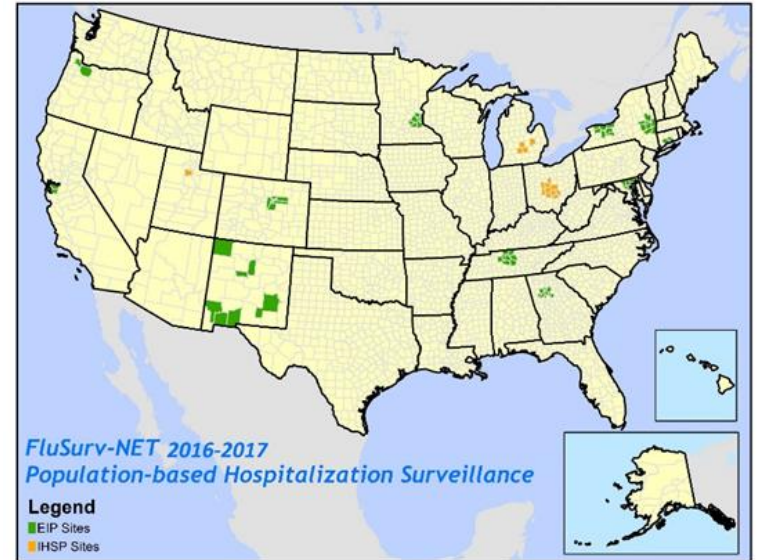 FluSurv-NET 2016-2017
Population-based Hospitalization Surveillance
Legend
EIP Sites
IHSP Sites